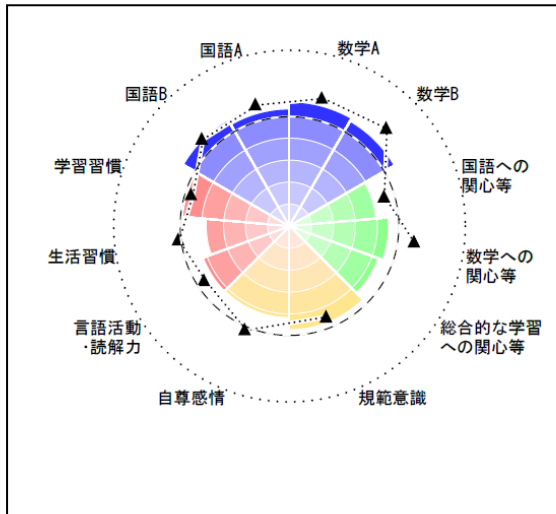 国語A
数学A
国語B
数学B
学習習慣
国語への
関心等
生活習慣
数学への
関心等
言語活動
・読解力
総合的な学習
への関心等
自尊感情
規範意識